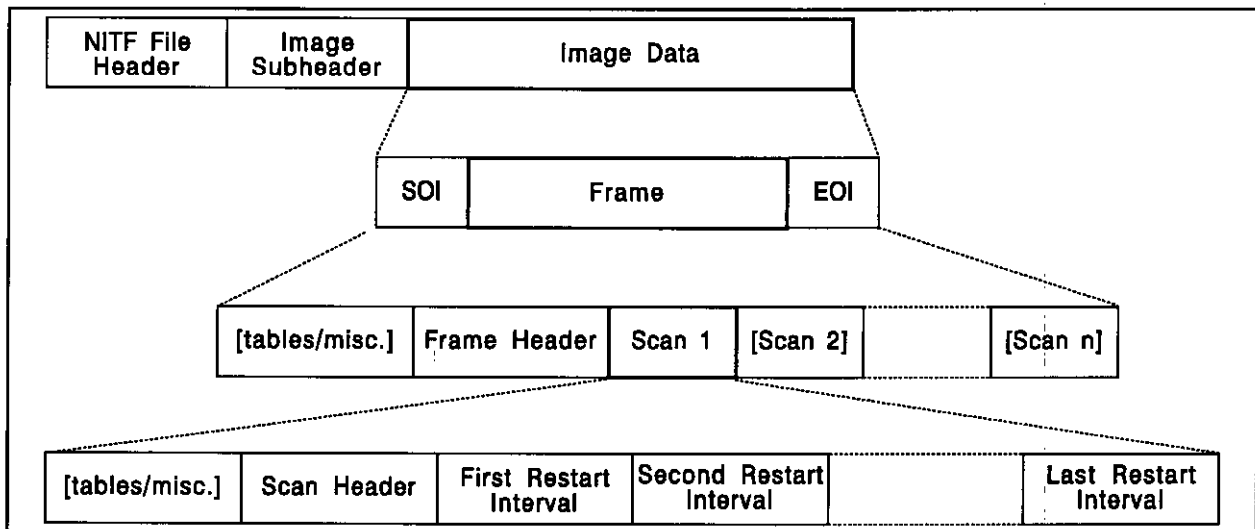 NITF File Header
Image Subheader
Image Data
SOI
Frame
EOI
[tables/misc.]
Frame Header
Scan 1
[Scan 2]
[Scan n]
[tables/misc.]
Scan Header
First Restart Interval
Second Restart Interval
Last Restart Interval